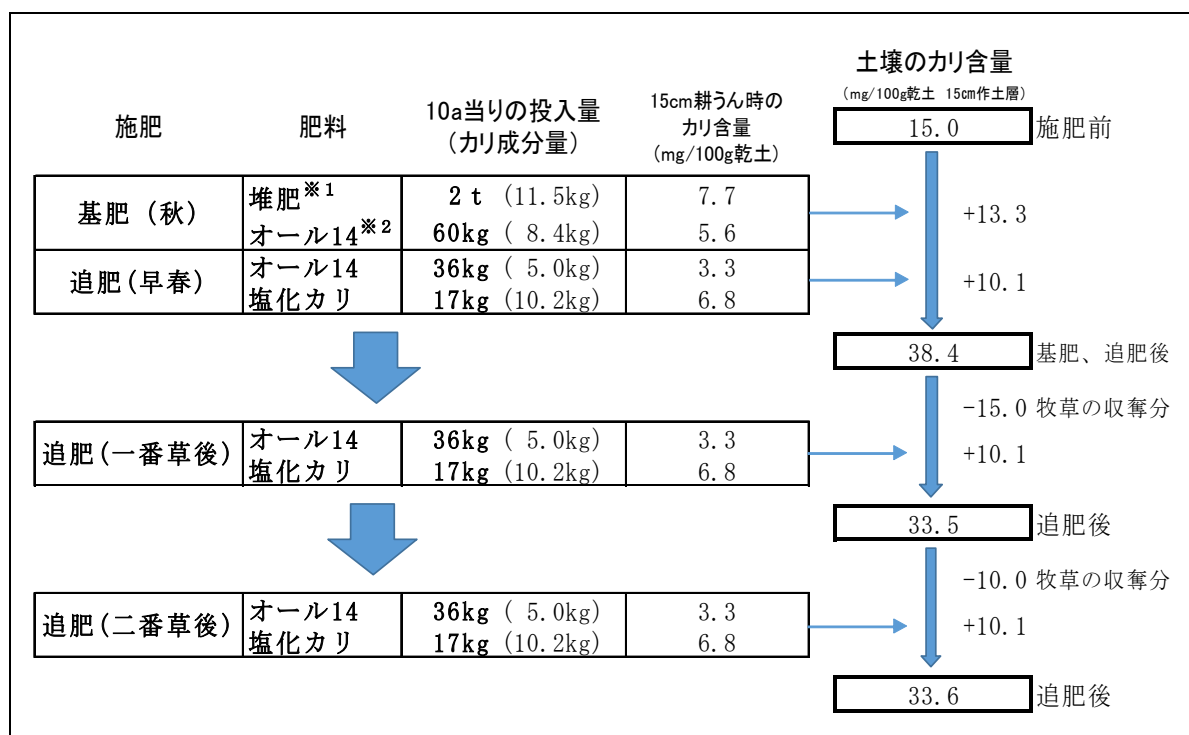 土壌のカリ含量
(mg/100g乾土 15cm作土層)
施肥 肥料 10a当りの投入量 15cm耕うん時の
(カリ成分量) カリ含量
(mg/100g乾土)
15.0 施肥前
基肥 (秋) 堆肥※1 2 t (11.5kg) 7.7
オール14※2 60kg ( 8.4kg) 5.6
+13.3
追肥(早春) オール14 36kg ( 5.0kg) 3.3
塩化カリ 17kg (10.2kg) 6.8
+10.1
38.4 基肥、追肥後
-15.0 牧草の収奪分
追肥(一番草後) オール14 36kg ( 5.0kg) 3.3
塩化カリ 17kg (10.2kg) 6.8
+10.1
33.5 追肥後
-10.0 牧草の収奪分
追肥(二番草後) オール14 36kg ( 5.0kg) 3.3
塩化カリ 17kg (10.2kg) 6.8
+10.1
33.6 追肥後